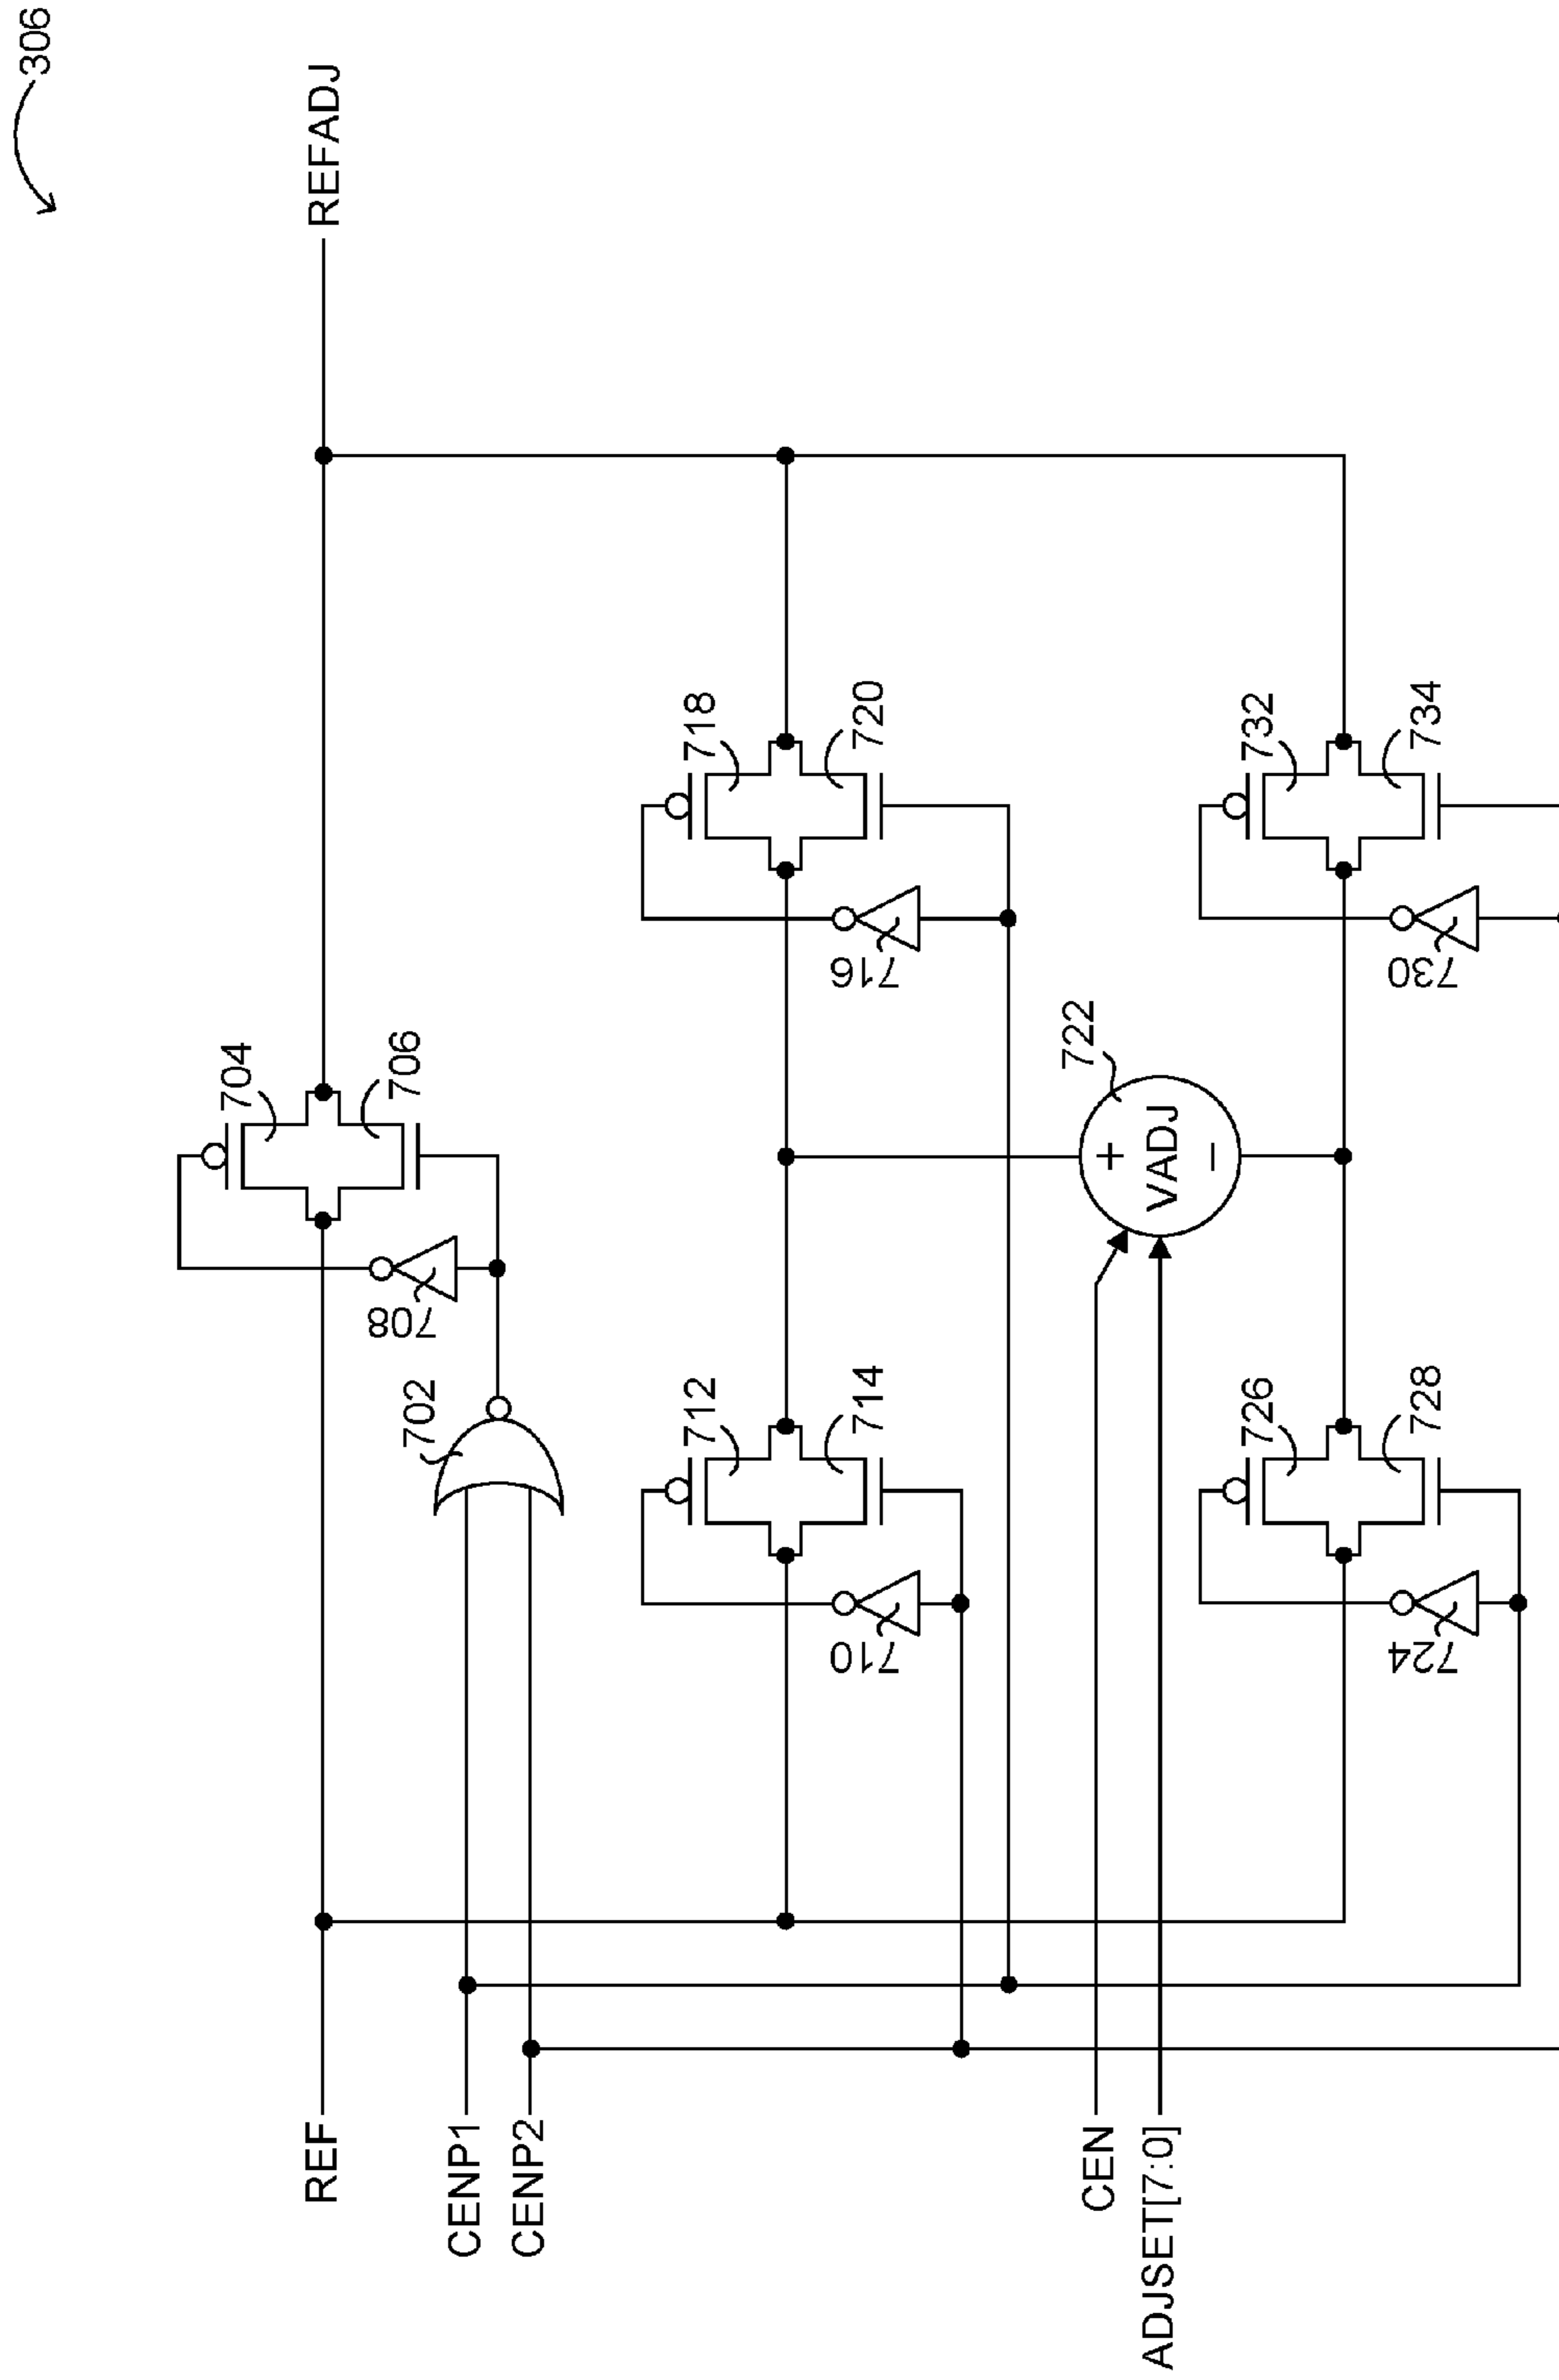 306
REF
REFADJ
704
706
708
702
CENP1
CENP2
712
714
710
718
720
716
722
+
VADJ
−
CEN
ADJSET[7:0]
726
728
724
732
734
730